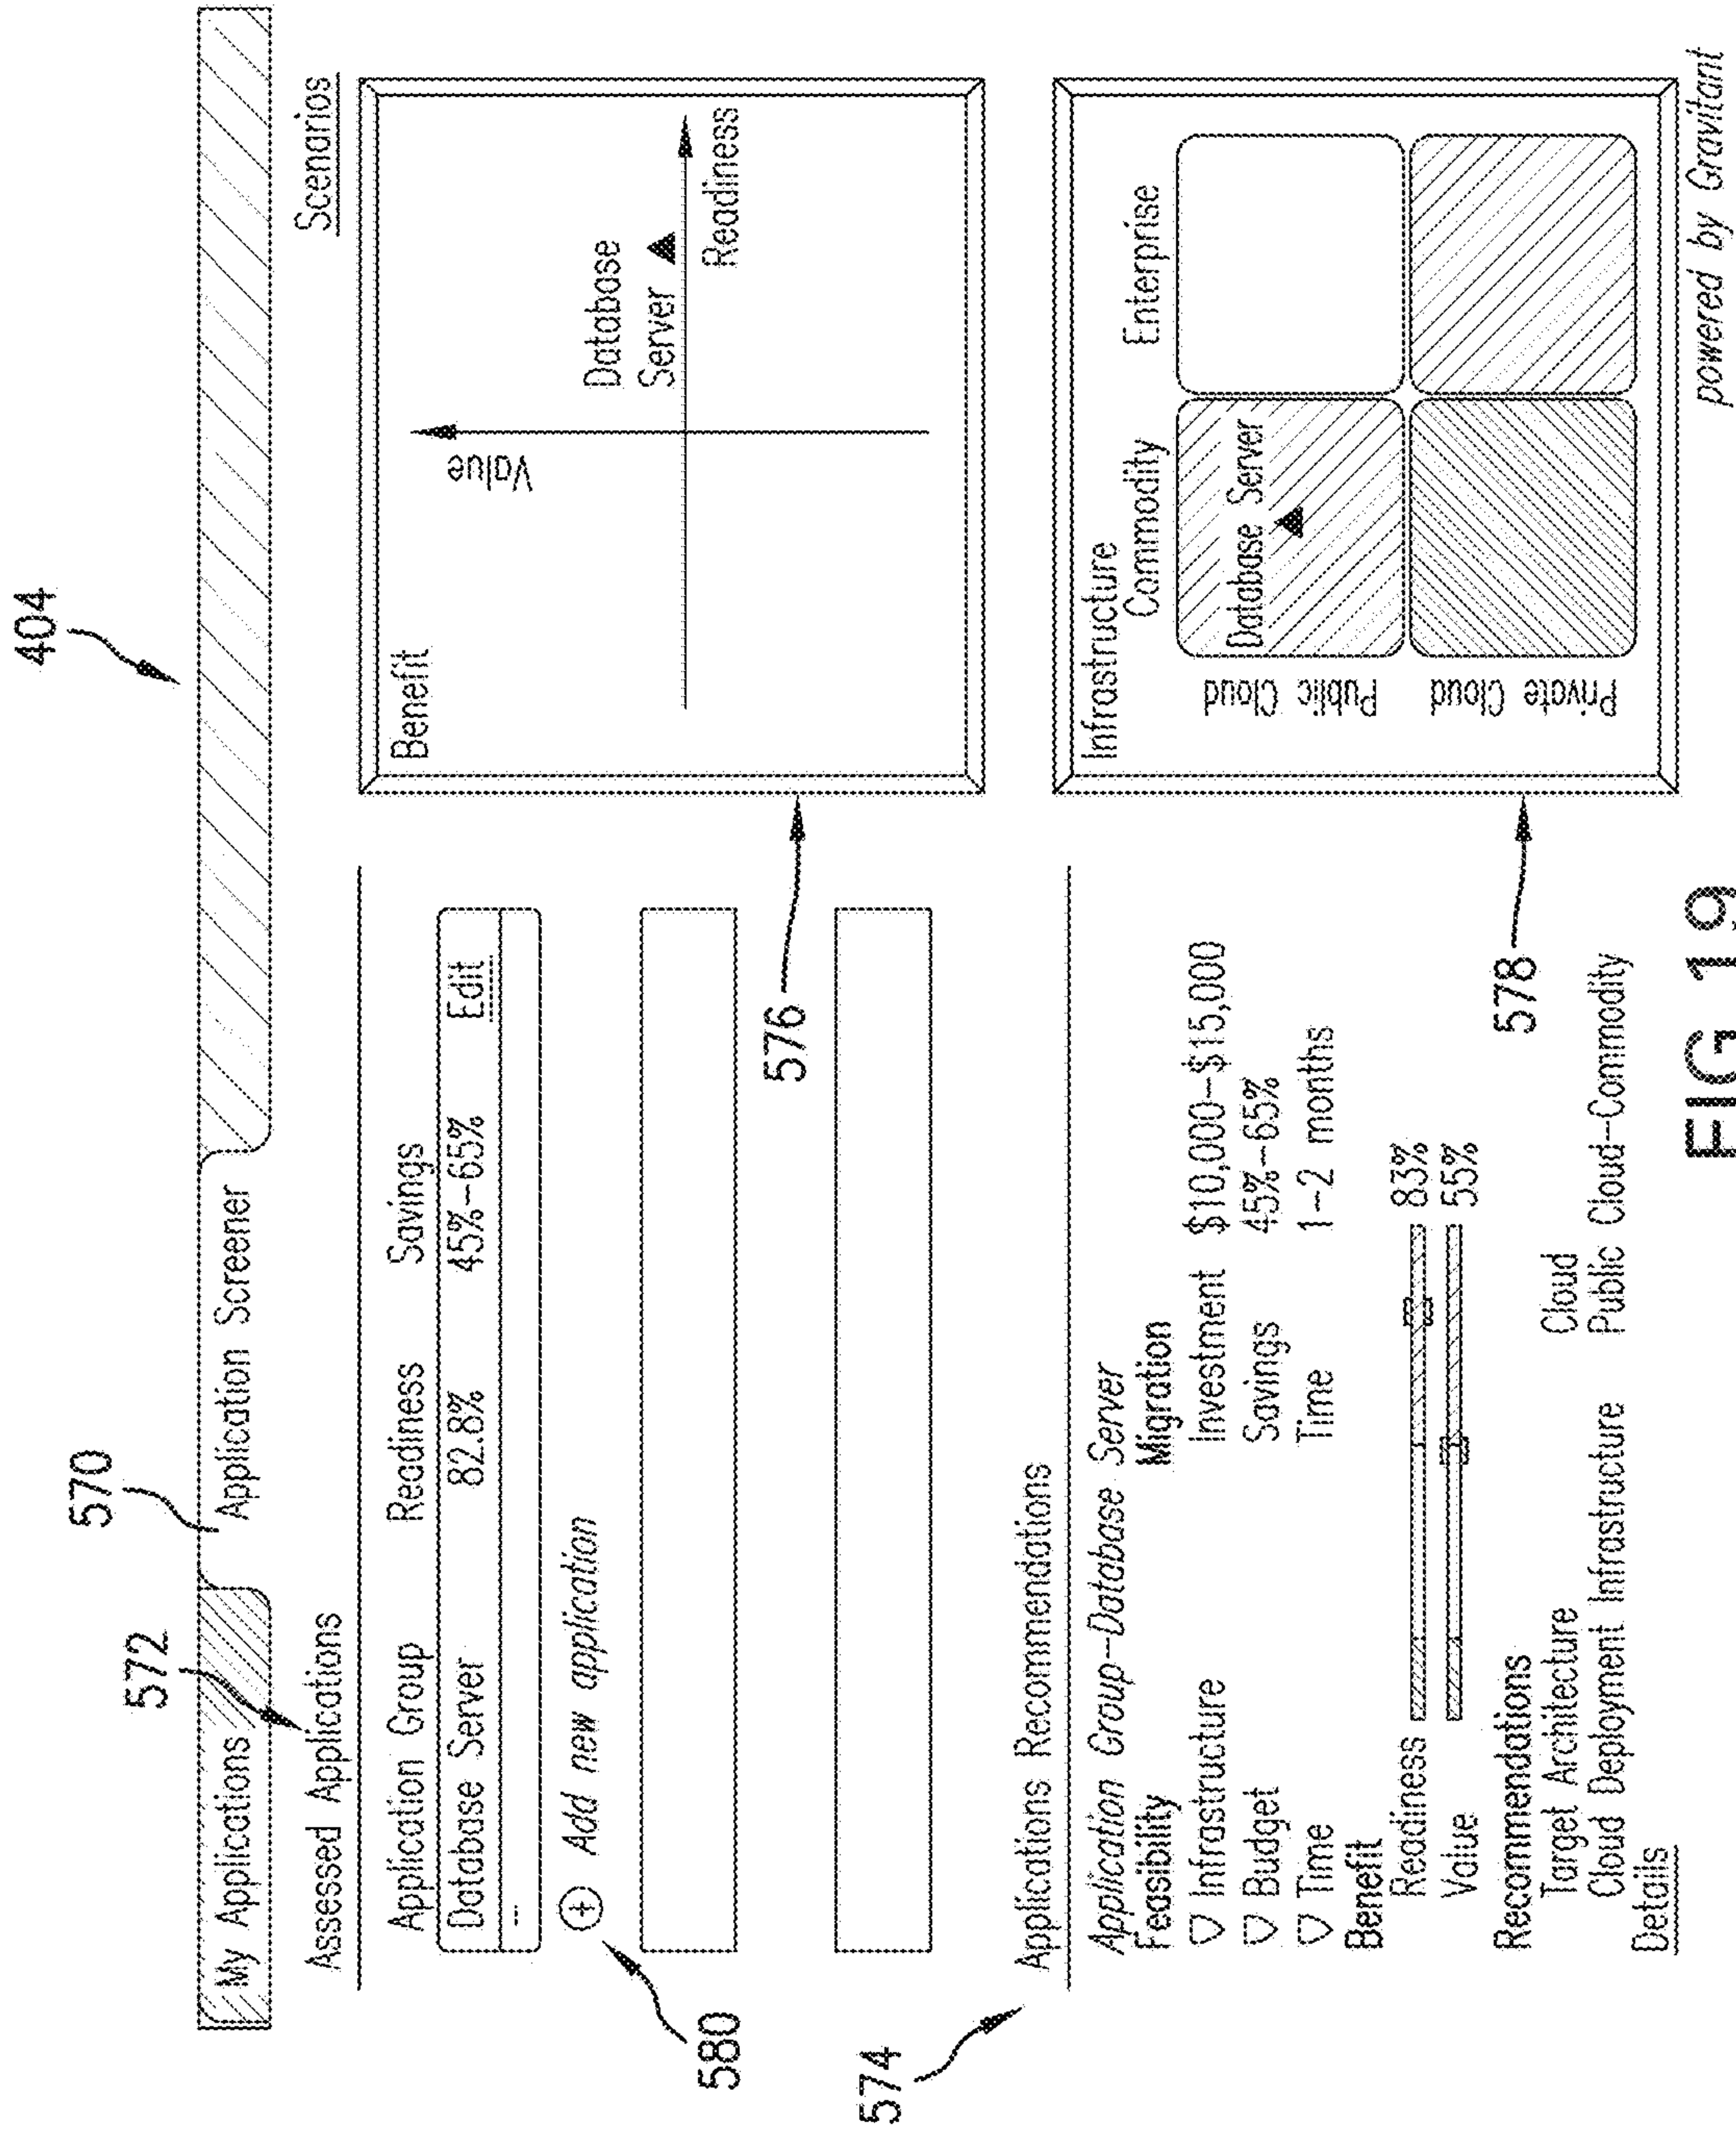 404
570
572
My Applications
Application Screener
Scenarios
Assessed Applications
Application Group Readiness Savings
Database Server 82.8% 45%-65% Edit
...
+ Add new application
580
Benefit
Value
Database
Server
Readiness
576
574
Applications Recommendations
Application Group-Database Server
Feasibility Migration
Infrastructure Investment $10,000-$15,000
Budget Savings 45%-65%
Time Time 1-2 months
Benefit
Readiness 83%
Value 55%
Recommendations
Target Architecture Cloud
Cloud Deployment Infrastructure Public Cloud-Commodity
Details
Infrastructure
Commodity Enterprise
Public Cloud
Database Server
Private Cloud
578
powered by Gravitant
FIG 19